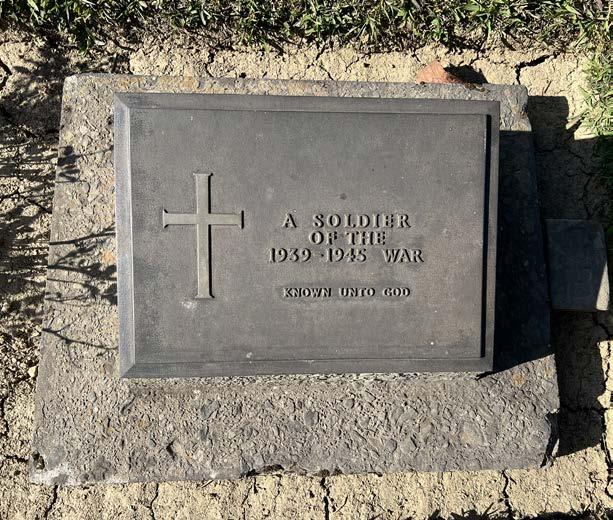 A SOLDIER
OF THE
1939-1945 WAR
KNOWN UNTO GOD